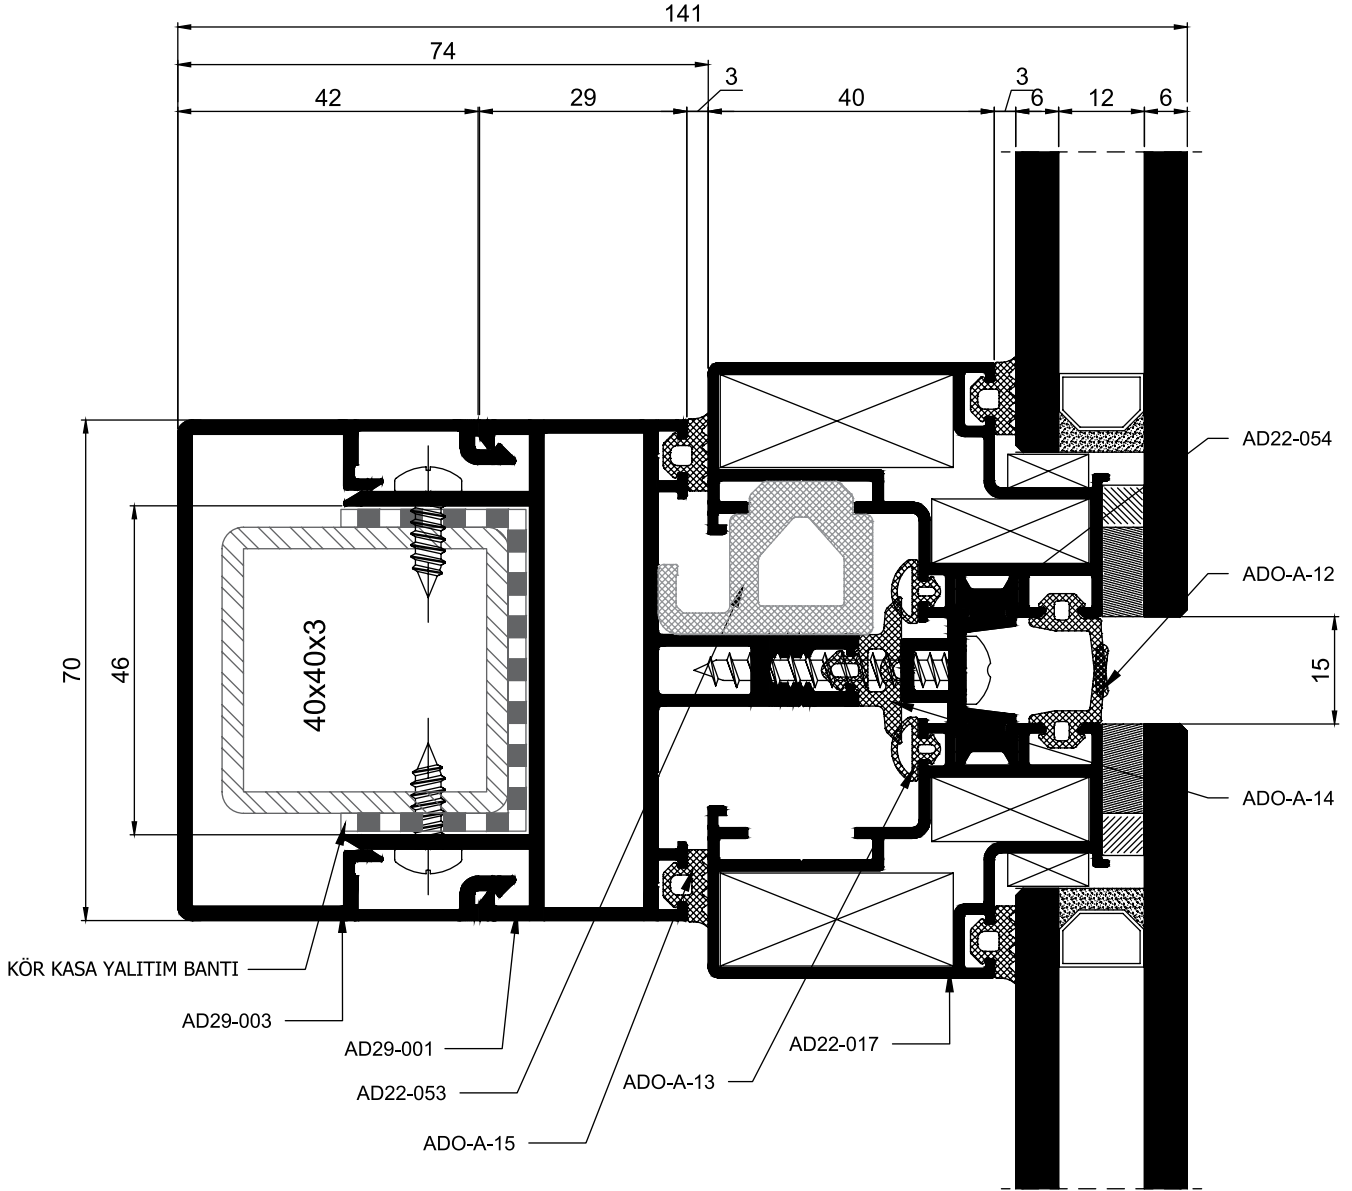 141
74
3
3
42
29
40
6
12
6
AD22-054
ADO-A-12
70
46
40x40x3
15
ADO-A-14
KÖR KASA YALITIM BANTI
AD29-003
AD29-001
AD22-017
ADO-A-13
AD22-053
ADO-A-15